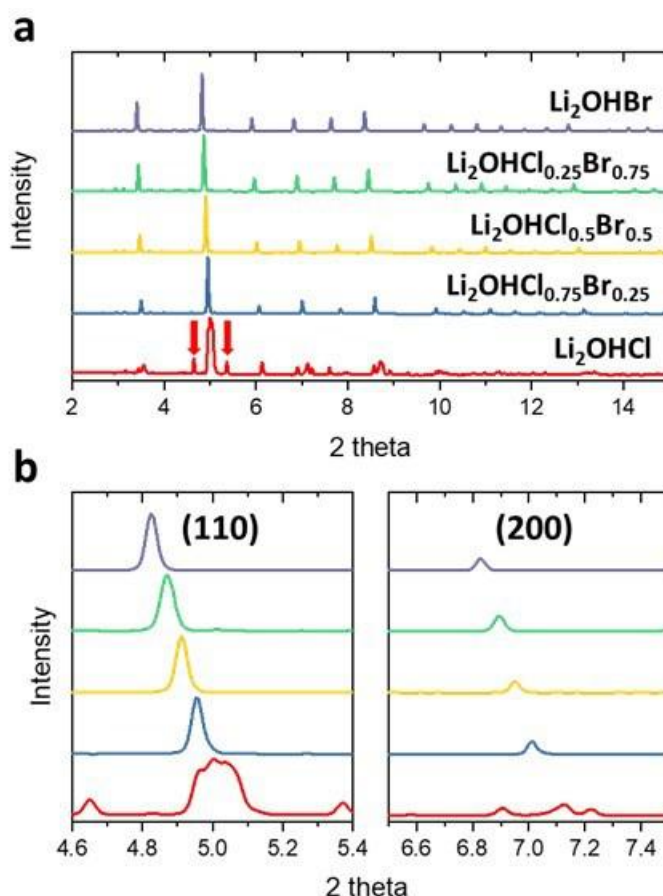 a
Li₂OHBr
Li₂OHCl₀.₂₅Br₀.₇₅
Li₂OHCl₀.₅Br₀.₅
Li₂OHCl₀.₇₅Br₀.₂₅
Li₂OHCl
Intensity
2 4 6 8 10 12 14
2 theta
b
(110) (200)
Intensity
4.6 4.8 5.0 5.2 5.4 6.6 6.8 7.0 7.2 7.4
2 theta 2 theta